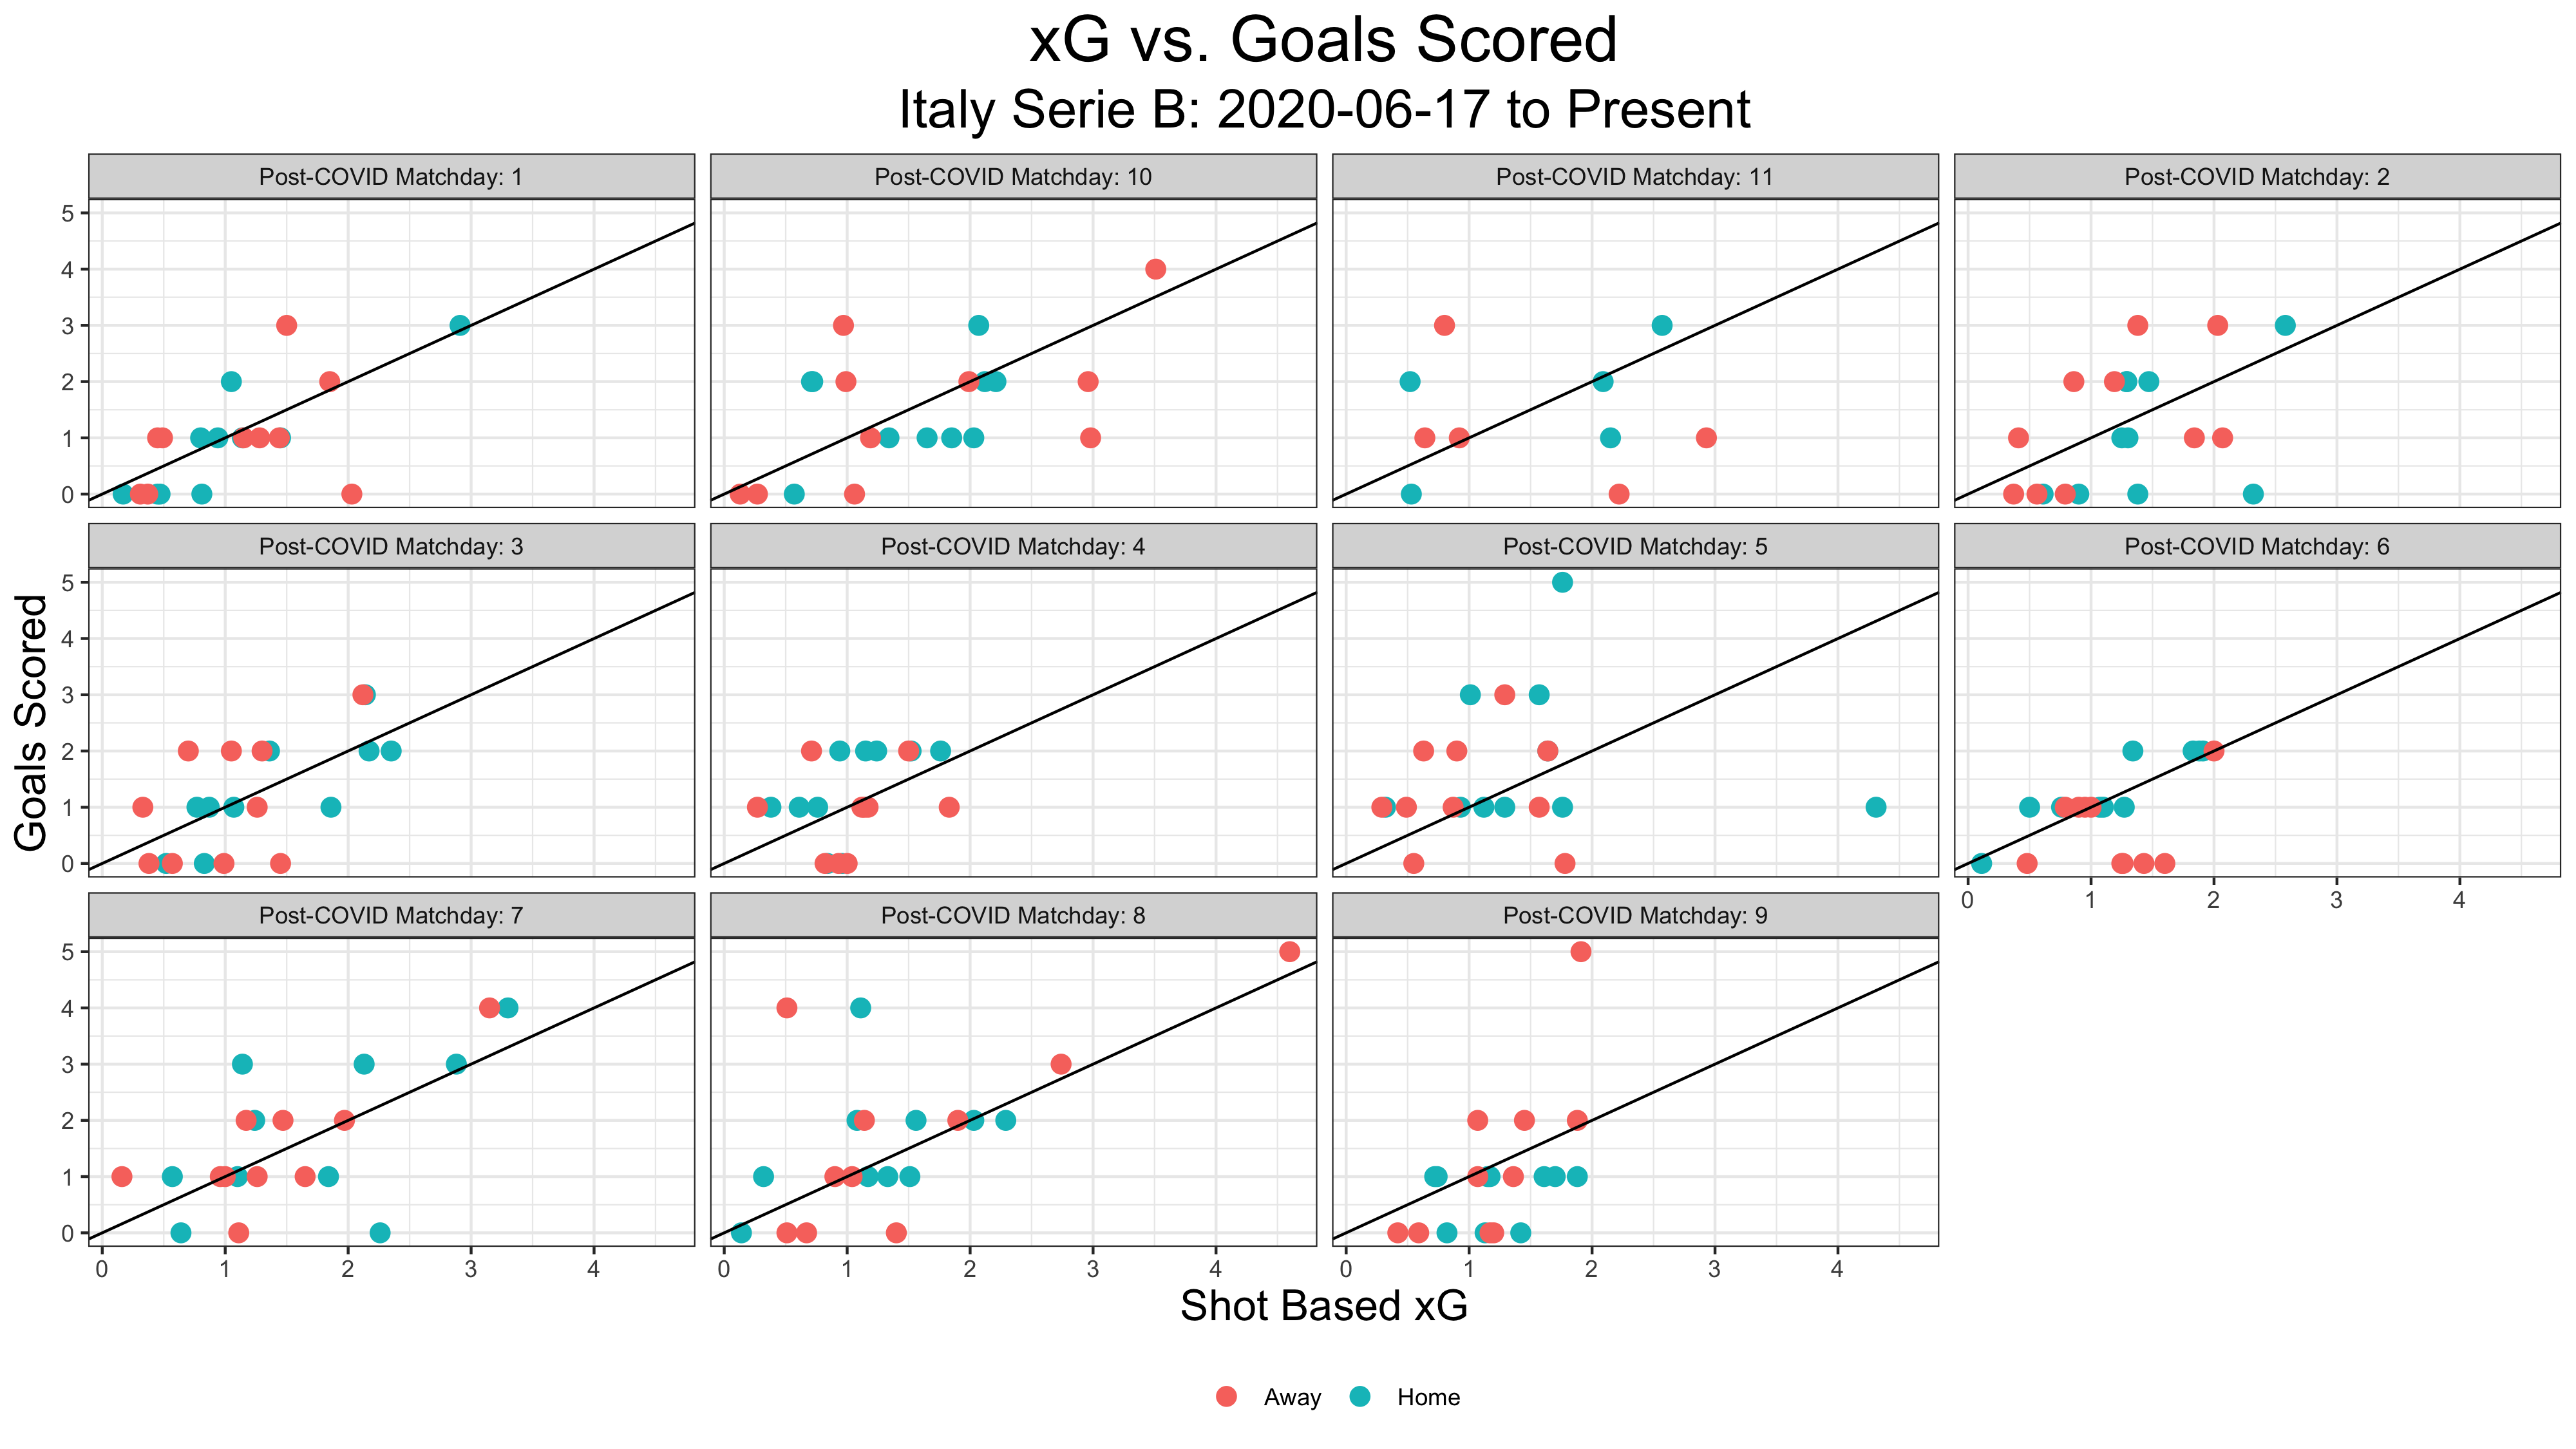 xG vs. Goals Scored
Italy Serie B: 2020-06-17 to Present
Post-COVID Matchday: 1
Post-COVID Matchday: 10
Post-COVID Matchday: 11
Post-COVID Matchday: 2
5
4
3
2
1
0
Post-COVID Matchday: 3
Post-COVID Matchday: 4
Post-COVID Matchday: 5
Post-COVID Matchday: 6
5
4
3
2
1
0
0 1 2 3 4
Goals Scored
Post-COVID Matchday: 7
Post-COVID Matchday: 8
Post-COVID Matchday: 9
5
4
3
2
1
0
0 1 2 3 4
0 1 2 3 4
0 1 2 3 4
Shot Based xG
Away
Home